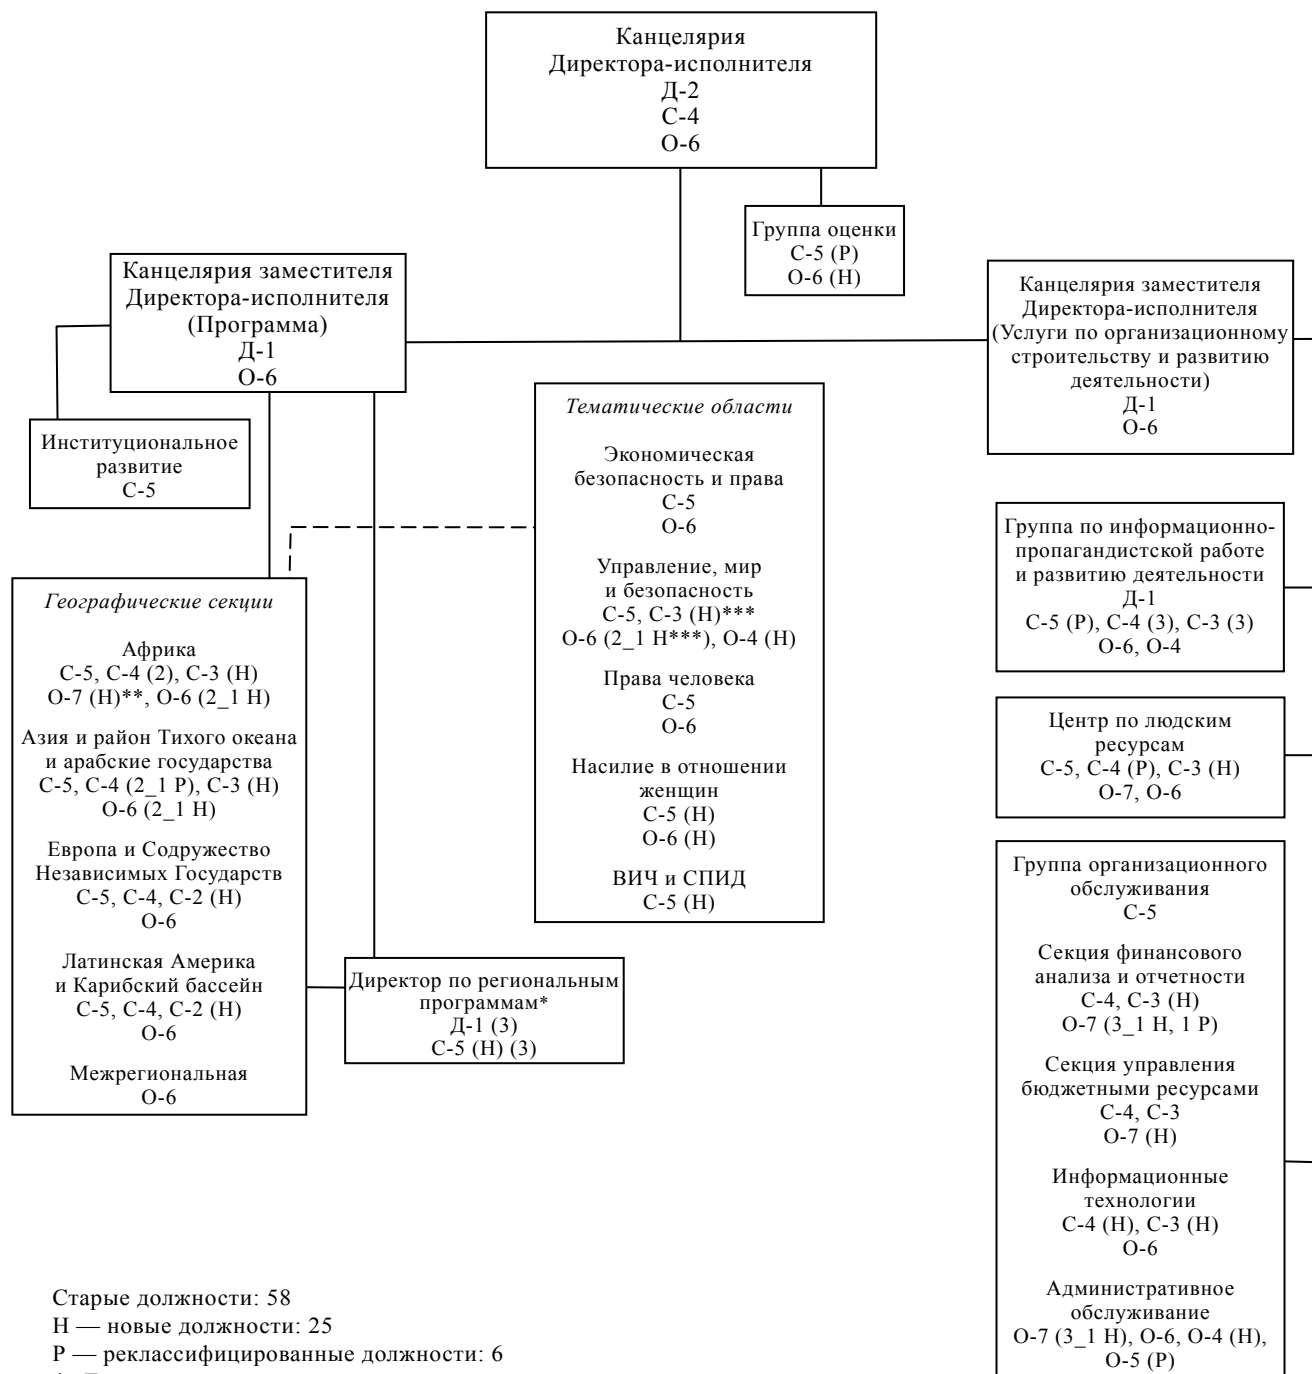 Канцелярия
Директора-исполнителя
Д-2
С-4
О-6
Группа оценки
С-5 (Р)
О-6 (Н)
Канцелярия заместителя
Директора-исполнителя
(Программа)
Д-1
О-6
Канцелярия заместителя
Директора-исполнителя
(Услуги по организационному
строительству и развитию
деятельности)
Д-1
О-6
Институциональное
развитие
С-5
Тематические области
Экономическая
безопасность и права
С-5
О-6
Управление, мир
и безопасность
С-5, С-3 (Н)***
О-6 (2_1 Н***), О-4 (Н)
Права человека
С-5
О-6
Насилие в отношении
женщин
С-5 (Н)
О-6 (Н)
ВИЧ и СПИД
С-5 (Н)
Группа по информационно-
пропагандистской работе
и развитию деятельности
Д-1
С-5 (Р), С-4 (3), С-3 (3)
О-6, О-4
Географические секции
Африка
С-5, С-4 (2), С-3 (Н)
О-7 (Н)**, О-6 (2_1 Н)
Азия и район Тихого океана
и арабские государства
С-5, С-4 (2_1 Р), С-3 (Н)
О-6 (2_1 Н)
Европа и Содружество
Независимых Государств
С-5, С-4, С-2 (Н)
О-6
Латинская Америка
и Карибский бассейн
С-5, С-4, С-2 (Н)
О-6
Межрегиональная
О-6
Директор по региональным
программам*
Д-1 (3)
С-5 (Н) (3)
Центр по людским
ресурсам
С-5, С-4 (Р), С-3 (Н)
О-7, О-6
Группа организационного
обслуживания
С-5
Секция финансового
анализа и отчетности
С-4, С-3 (Н)
О-7 (3_1 Н, 1 Р)
Секция управления
бюджетными ресурсами
С-4, С-3
О-7 (Н)
Информационные
технологии
С-4 (Н), С-3 (Н)
О-6
Административное
обслуживание
О-7 (3_1 Н), О-6, О-4 (Н),
О-5 (Р)
Старые должности: 58
Н — новые должности: 25
Р — реклассифицированные должности: 6